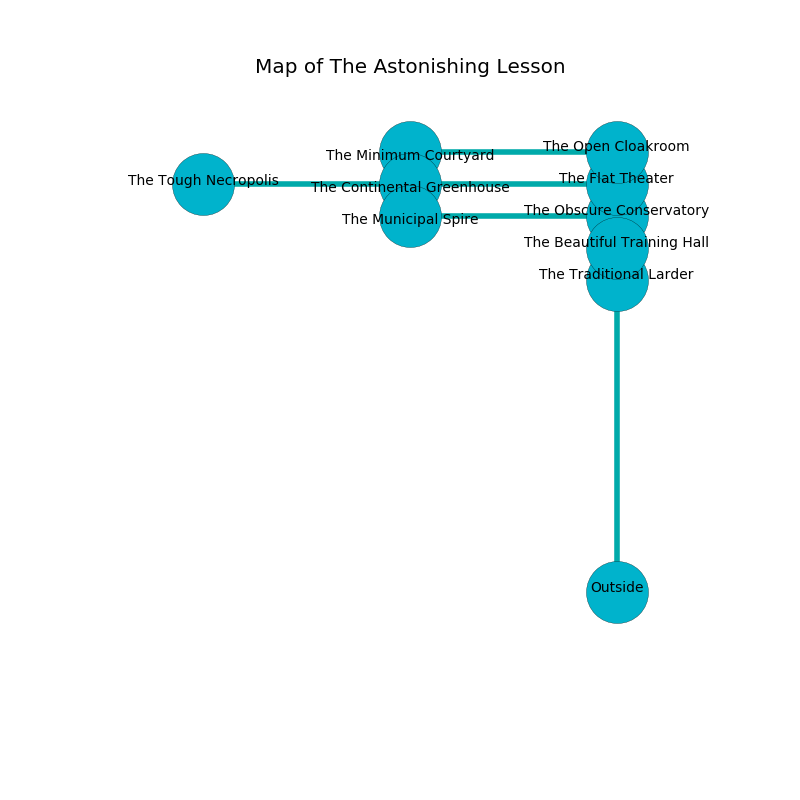 Map of The Astonishing Lesson
The Open Cloakroom
The Minimum Courtyard
The Flat Theater
The Tough Necropolis
The Continental Greenhouse
The Obscure Conservatory
The Municipal Spire
The Beautiful Training Hall
The Traditional Larder
Outside